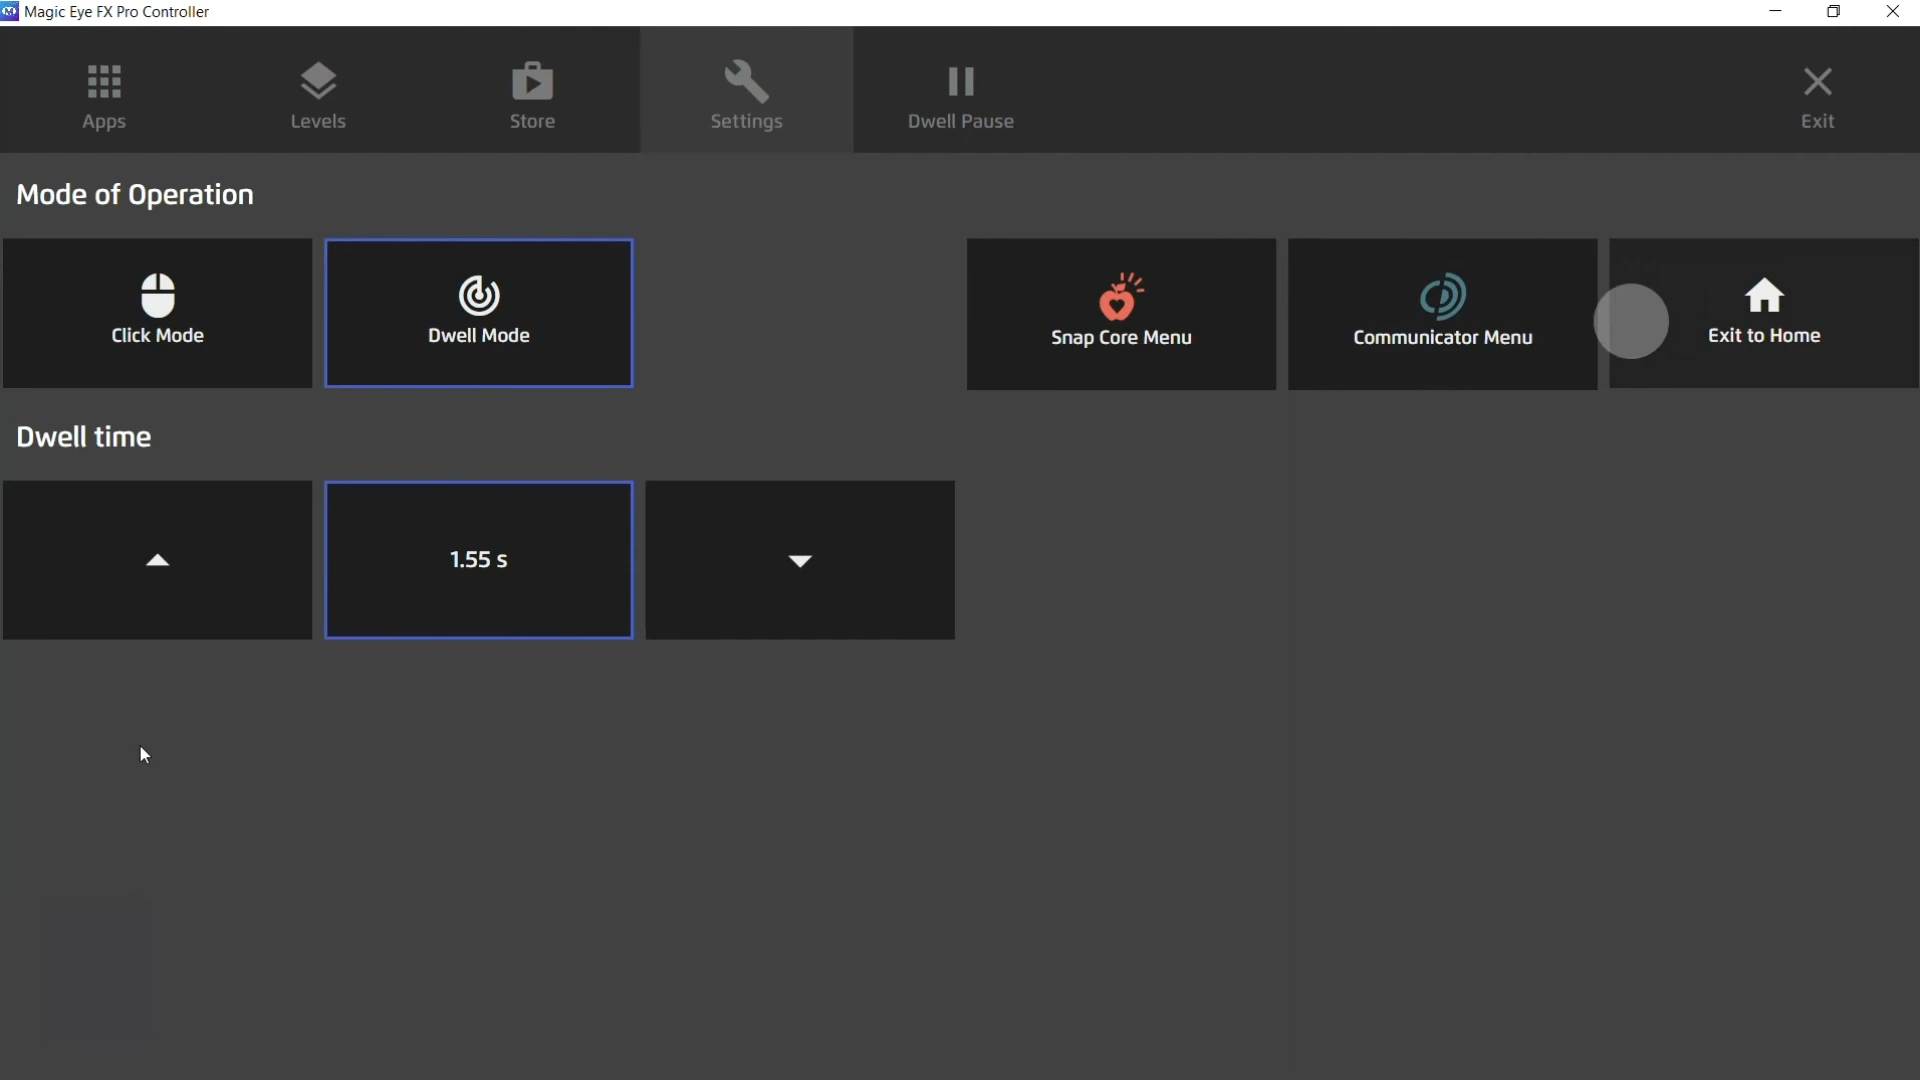 Magic Eye FX Pro Controller
Apps
Levels
Store
Settings
Dwell Pause
Exit
Mode of Operation
Click Mode
Dwell Mode
Snap Core Menu
Communicator Menu
Exit to Home
Dwell time
1.55 s